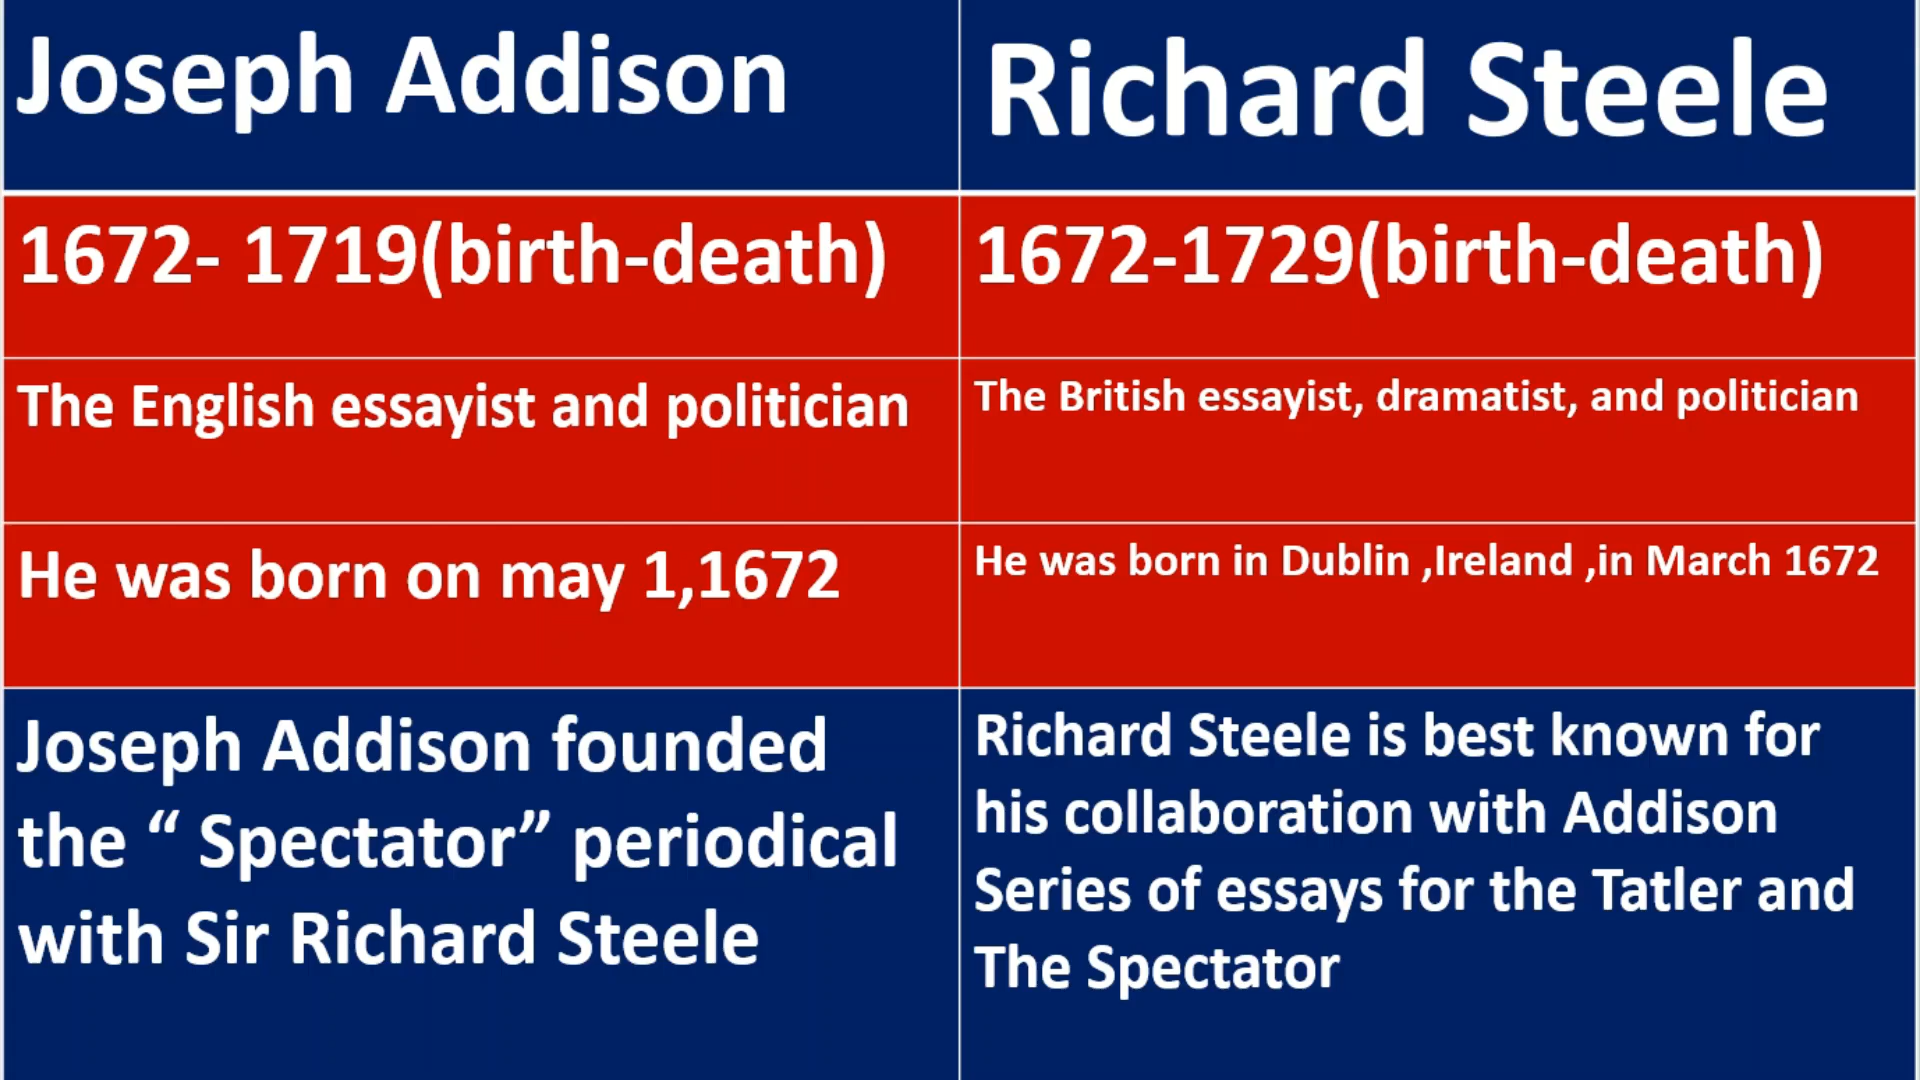 Joseph Addison
Richard Steele
1672- 1719(birth-death)
1672-1729(birth-death)
The English essayist and politician
The British essayist, dramatist, and politician
He was born on may 1,1672
He was born in Dublin ,Ireland ,in March 1672
Joseph Addison founded
the “ Spectator” periodical
with Sir Richard Steele
Richard Steele is best known for
his collaboration with Addison
Series of essays for the Tatler and
The Spectator